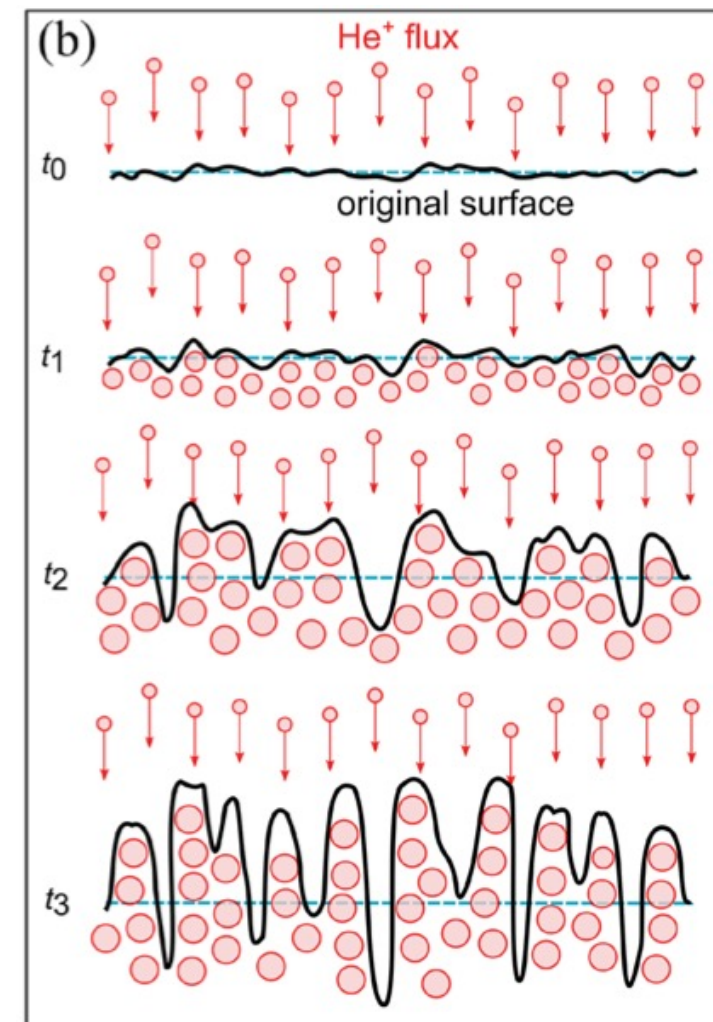 (b)
He⁺ flux
t₀
original surface
t₁
t₂
t₃